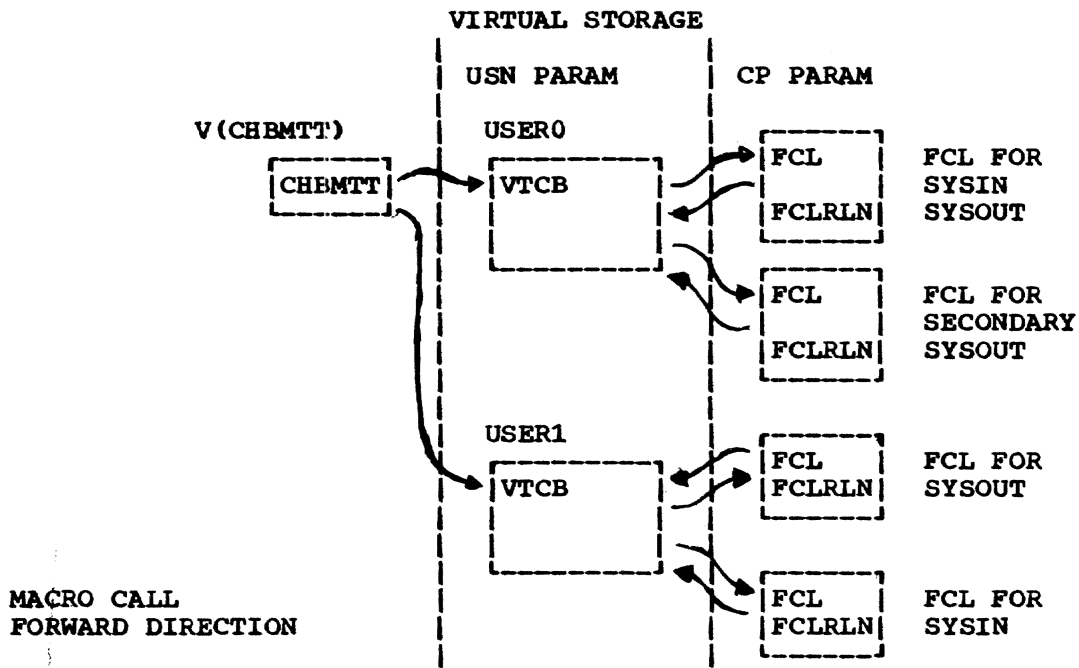 VIRTUAL STORAGE
USN PARAM
CP PARAM
V(CHBMTT)
CHBMTT
USER0
VTCB
FCL
FCLRLN
FCL FOR
SYSIN
SYSOUT
FCL
FCLRLN
FCL FOR
SECONDARY
SYSOUT
USER1
VTCB
FCL
FCLRLN
FCL FOR
SYSOUT
FCL
FCLRLN
FCL FOR
SYSIN
MACRO CALL
FORWARD DIRECTION